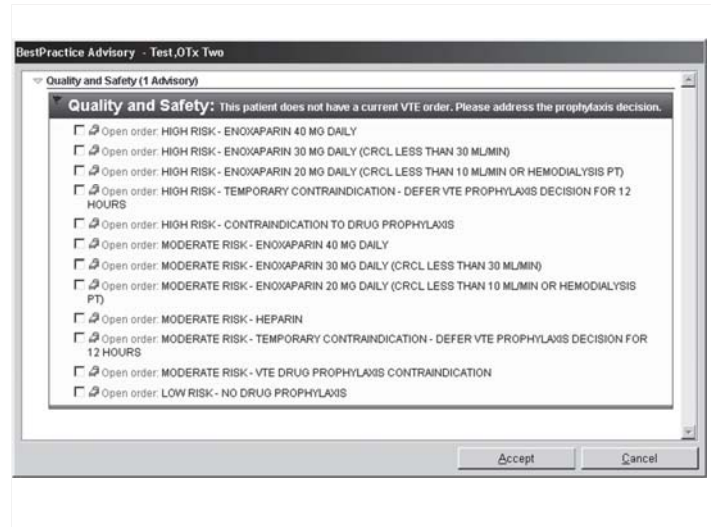 BestPractice Advisory - Test,OTx Two
Quality and Safety (1 Advisory)
Quality and Safety: This patient does not have a current VTE order. Please address the prophylaxis decision.
Open order: HIGH RISK - ENOXAPARIN 40 MG DAILY
Open order: HIGH RISK - ENOXAPARIN 30 MG DAILY (CRCL LESS THAN 30 ML/MIN)
Open order: HIGH RISK - ENOXAPARIN 20 MG DAILY (CRCL LESS THAN 10 ML/MIN OR HEMODIALYSIS PT)
Open order: HIGH RISK - TEMPORARY CONTRAINDICATION - DEFER VTE PROPHYLAXIS DECISION FOR 12
HOURS
Open order: HIGH RISK - CONTRAINDICATION TO DRUG PROPHYLAXIS
Open order: MODERATE RISK - ENOXAPARIN 40 MG DAILY
Open order: MODERATE RISK - ENOXAPARIN 30 MG DAILY (CRCL LESS THAN 30 ML/MIN)
Open order: MODERATE RISK - ENOXAPARIN 20 MG DAILY (CRCL LESS THAN 10 ML/MIN OR HEMODIALYSIS
PT)
Open order: MODERATE RISK - HEPARIN
Open order: MODERATE RISK - TEMPORARY CONTRAINDICATION - DEFER VTE PROPHYLAXIS DECISION FOR
12 HOURS
Open order: MODERATE RISK - VTE DRUG PROPHYLAXIS CONTRAINDICATION
Open order: LOW RISK - NO DRUG PROPHYLAXIS
Accept Cancel